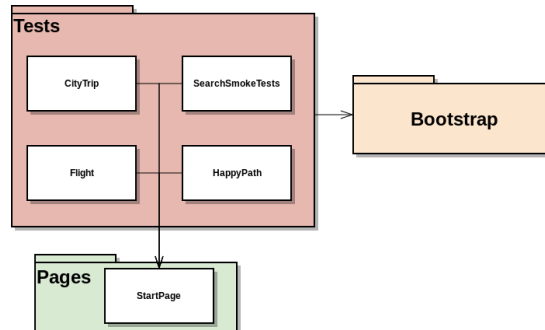 Tests
CityTrip
SearchSmokeTests
Bootstrap
Flight
HappyPath
Pages
StartPage